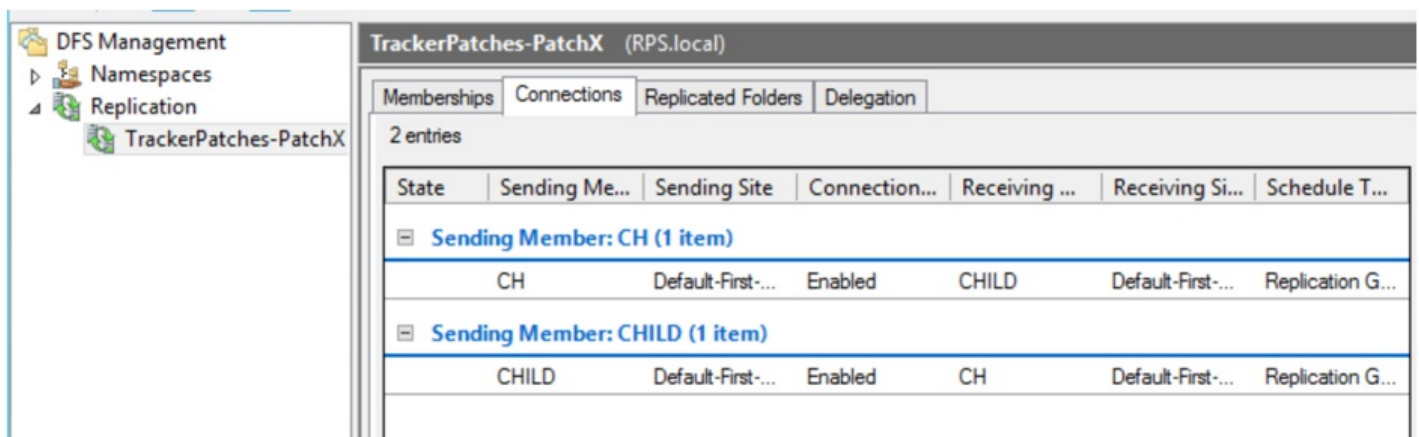 DFS Management
Namespaces
Replication
TrackerPatches-PatchX
TrackerPatches-PatchX (RPS.local)
Memberships Connections Replicated Folders Delegation
2 entries
State Sending Me... Sending Site Connection... Receiving ... Receiving Si... Schedule T...
Sending Member: CH (1 item)
CH Default-First-... Enabled CHILD Default-First-... Replication G...
Sending Member: CHILD (1 item)
CHILD Default-First-... Enabled CH Default-First-... Replication G...